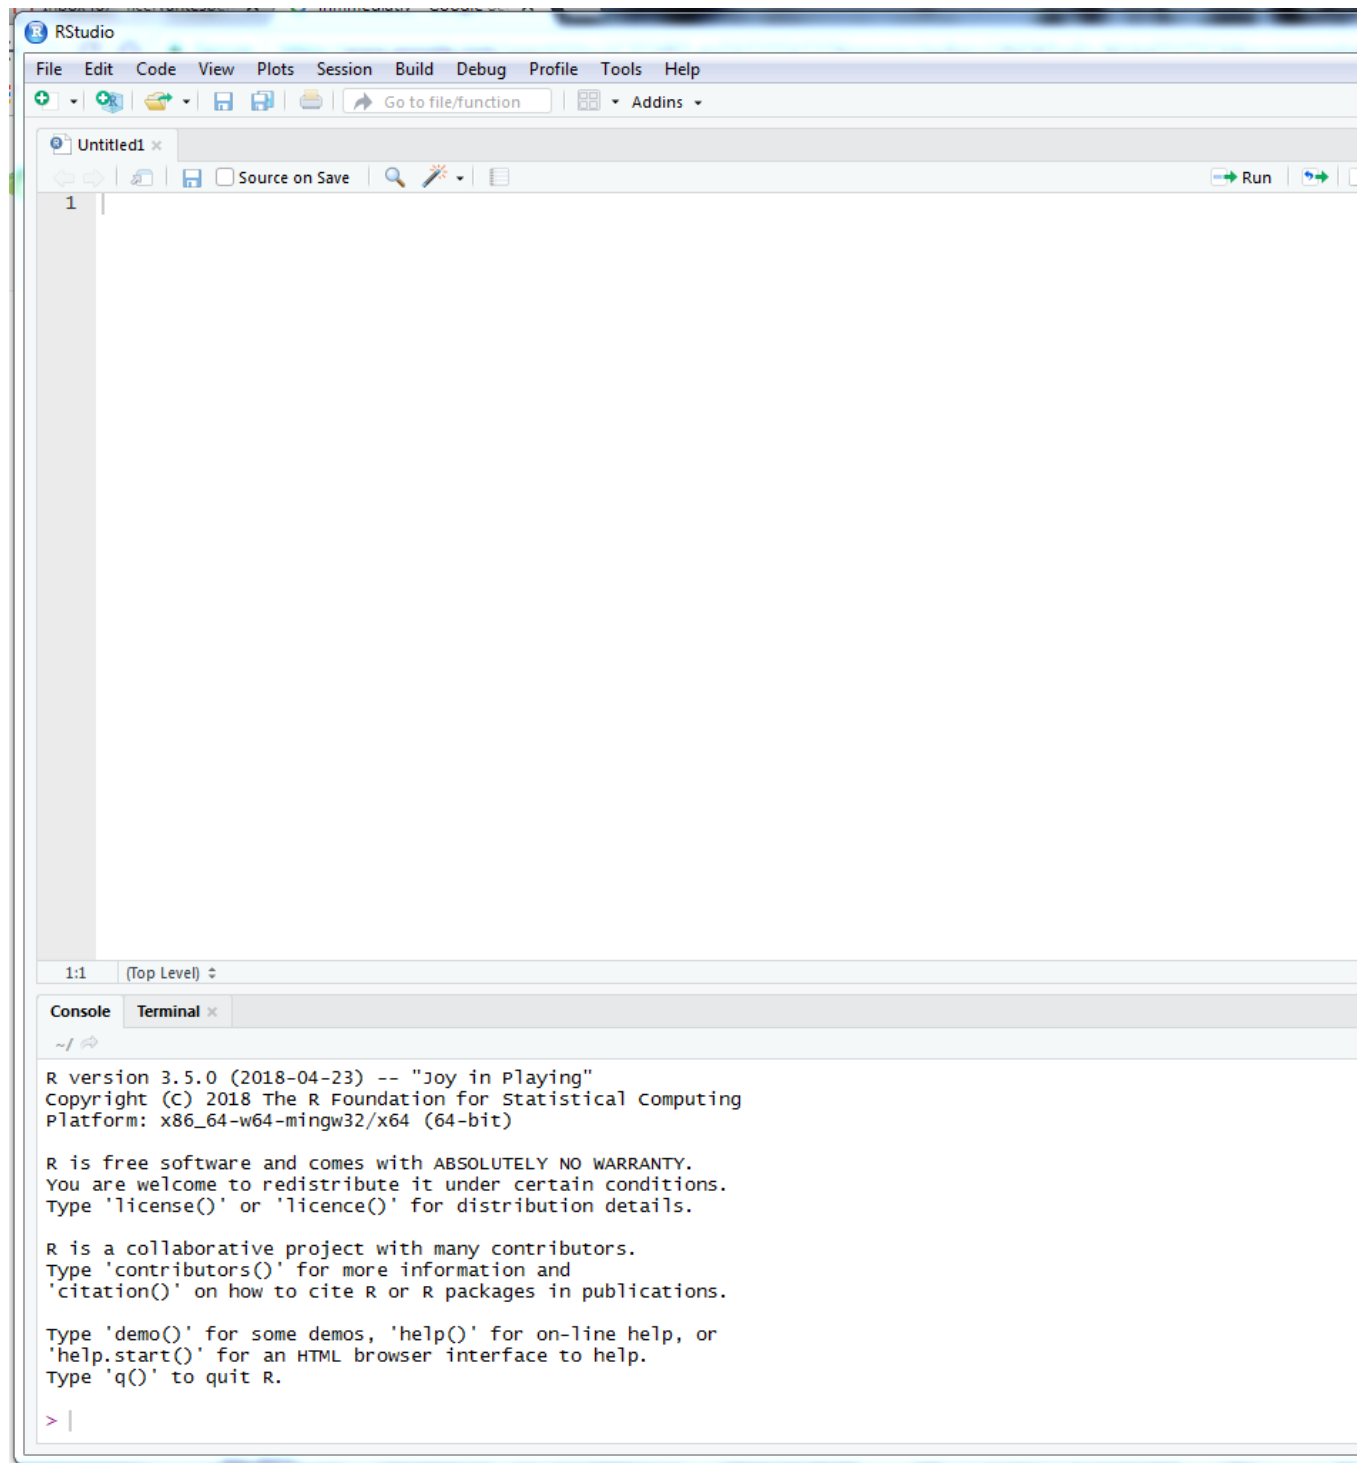 RStudio
File Edit Code View Plots Session Build Debug Profile Tools Help
Go to file/function Addins
Untitled1
Source on Save Run
1
1:1 (Top Level)
Console Terminal
~/
R version 3.5.0 (2018-04-23) -- "Joy in Playing"
Copyright (C) 2018 The R Foundation for Statistical Computing
Platform: x86_64-w64-mingw32/x64 (64-bit)
R is free software and comes with ABSOLUTELY NO WARRANTY.
You are welcome to redistribute it under certain conditions.
Type 'license()' or 'licence()' for distribution details.
R is a collaborative project with many contributors.
Type 'contributors()' for more information and
'citation()' on how to cite R or R packages in publications.
Type 'demo()' for some demos, 'help()' for on-line help, or
'help.start()' for an HTML browser interface to help.
Type 'q()' to quit R.
>